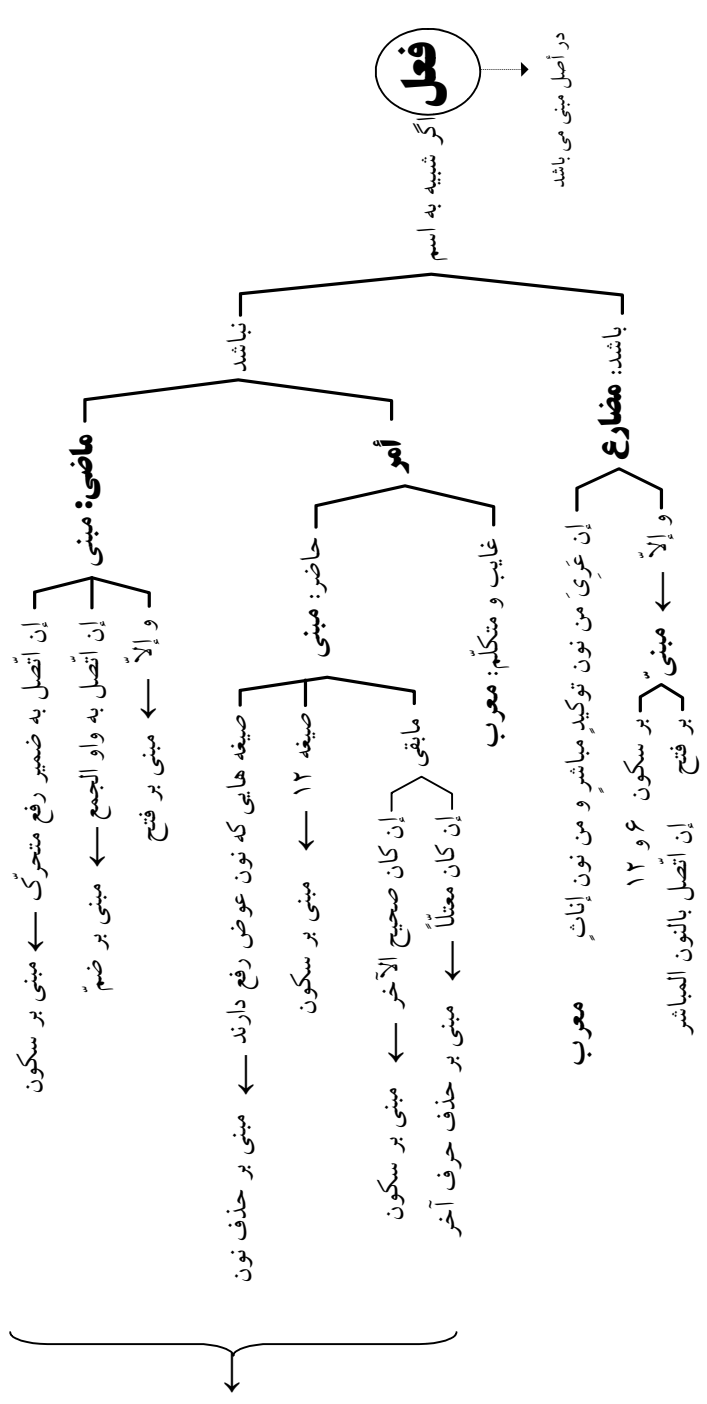 در أصل مبنی می باشد
فعل
اگر شبیه به اسم
باشد: مضارع
و إلاّ ← مبنیّ
بر فتح إن اتّصل بالنون المباشر
بر سکون ۶ و ۱۲
إن عَرِیَ مَن نون توکیدٍ مباشرٍ و من نون إناثٍ معرب
نباشد
أمر
غایب و متکلّم: معرب
حاضر: مبنی
مابقی
إن کان معتلاًّ ← مبنی بر حذف حرف آخر
إن کان صحیح الآخر ← مبنی بر سکون
صیغه ۱۲ ← مبنی بر سکون
صیغه هایی که نون عوض رفع دارند ← مبنی بر حذف نون
ماضی: مبنی
و إلاّ ← مبنی بر فتح
إن اتّصل به واو الجمع ← مبنی بر ضمّ
إن اتّصل به ضمیر رفع متحرّک ← مبنی بر سکون